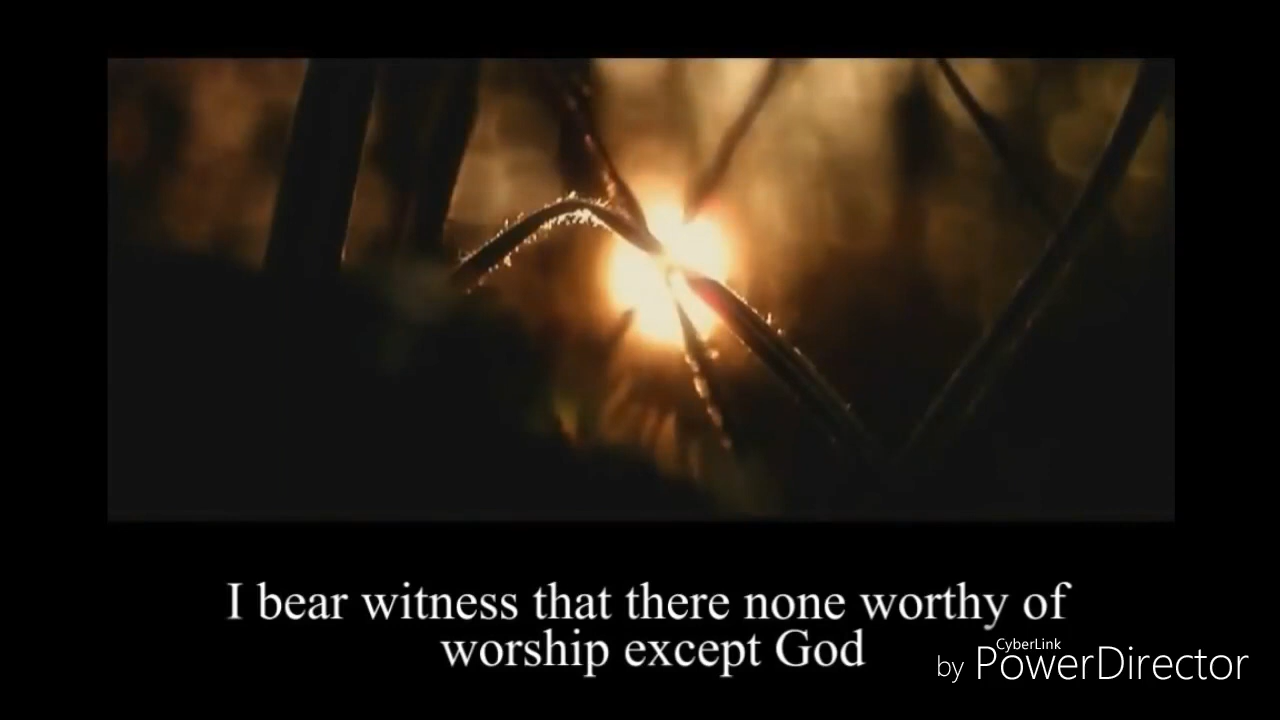 I bear witness that there none worthy of
worship except God
CyberLink
by PowerDirector